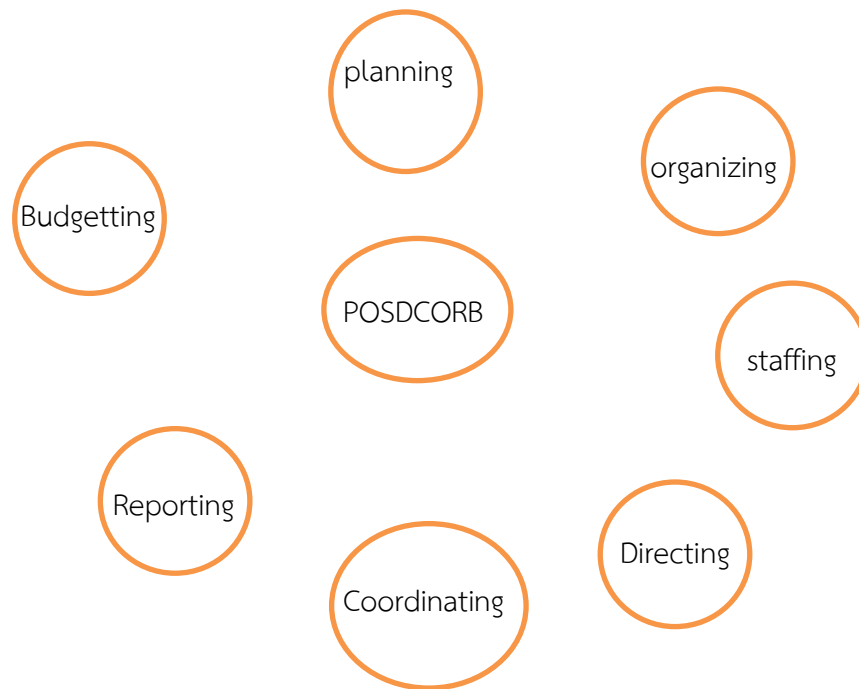 planning
organizing
Budgetting
POSDCORB
staffing
Reporting
Directing
Coordinating